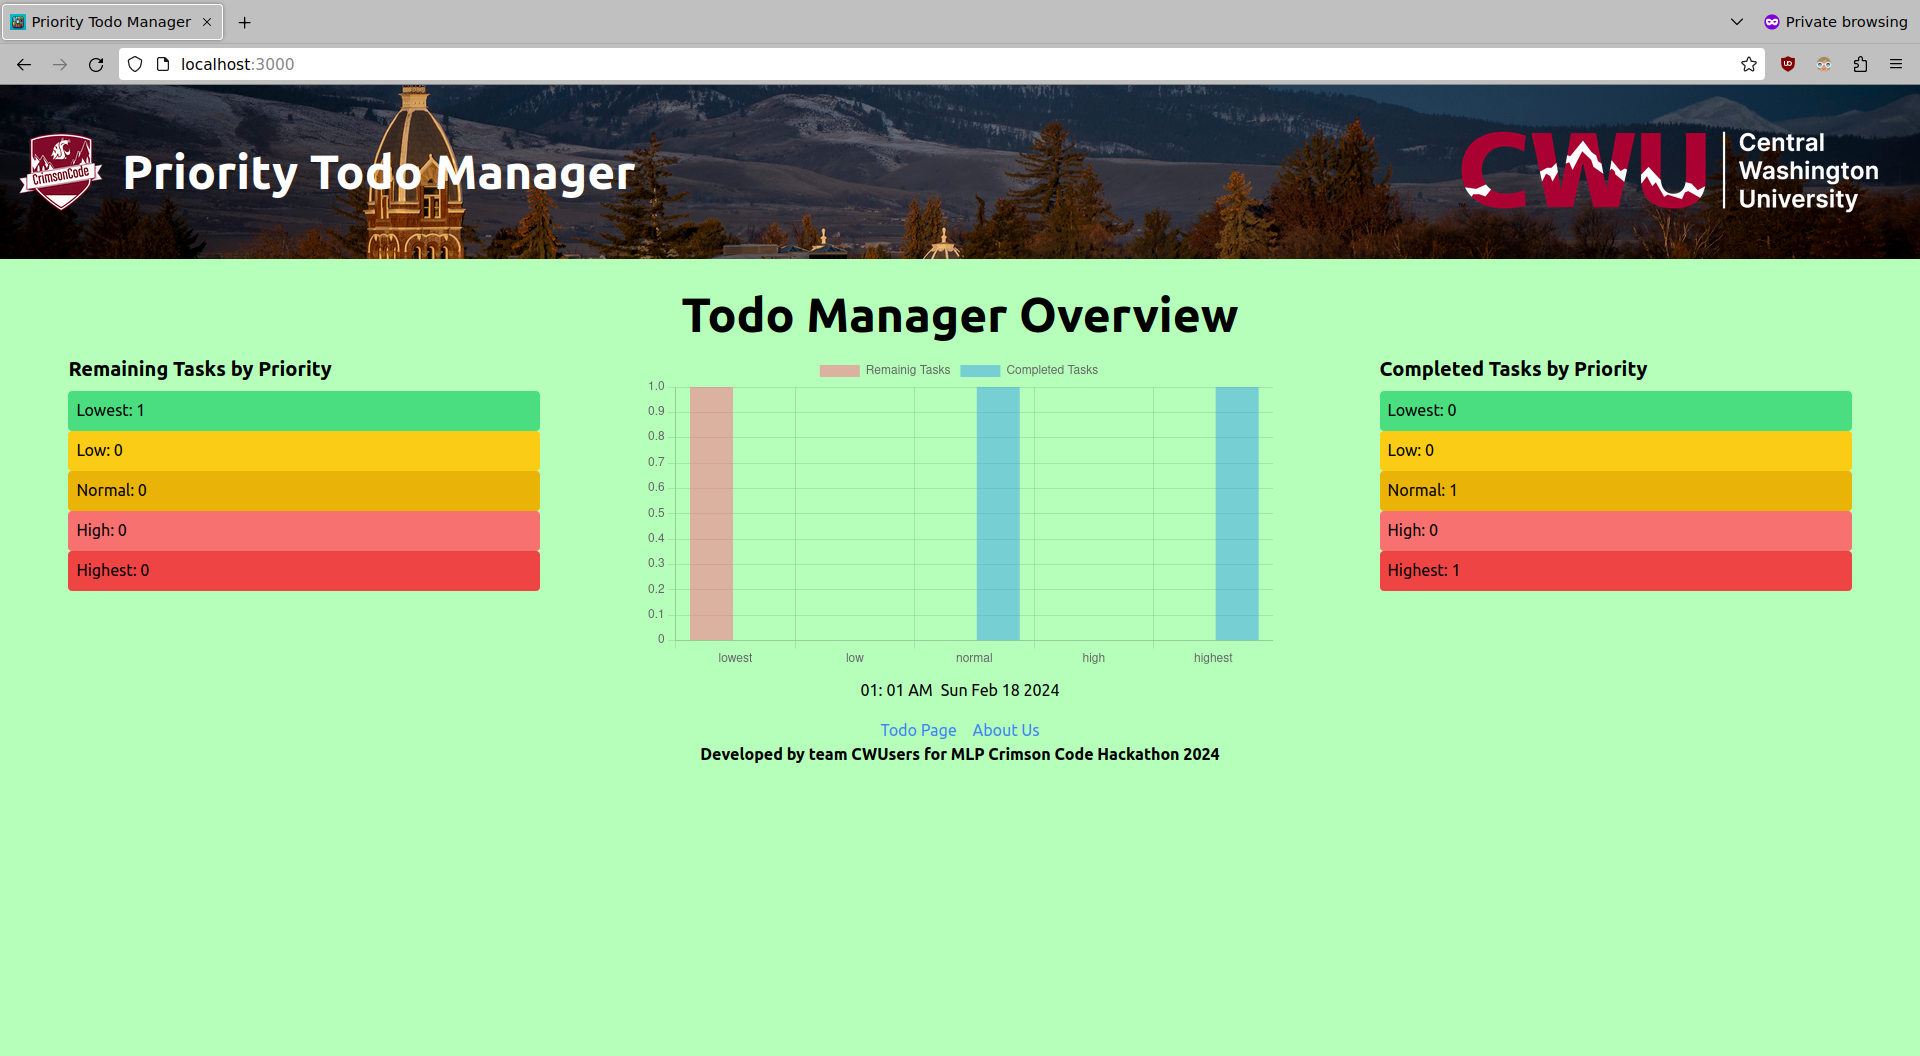 Priority Todo Manager
Private browsing
localhost:3000
CrimsonCode
Priority Todo Manager
CWU
™
Central
Washington
University
Todo Manager Overview
Remaining Tasks by Priority
Lowest: 1
Low: 0
Normal: 0
High: 0
Highest: 0
Remainig Tasks
Completed Tasks
1.0
0.9
0.8
0.7
0.6
0.5
0.4
0.3
0.2
0.1
0
lowest
low
normal
high
highest
Completed Tasks by Priority
Lowest: 0
Low: 0
Normal: 1
High: 0
Highest: 1
01: 01 AM Sun Feb 18 2024
Todo Page
About Us
Developed by team CWUsers for MLP Crimson Code Hackathon 2024